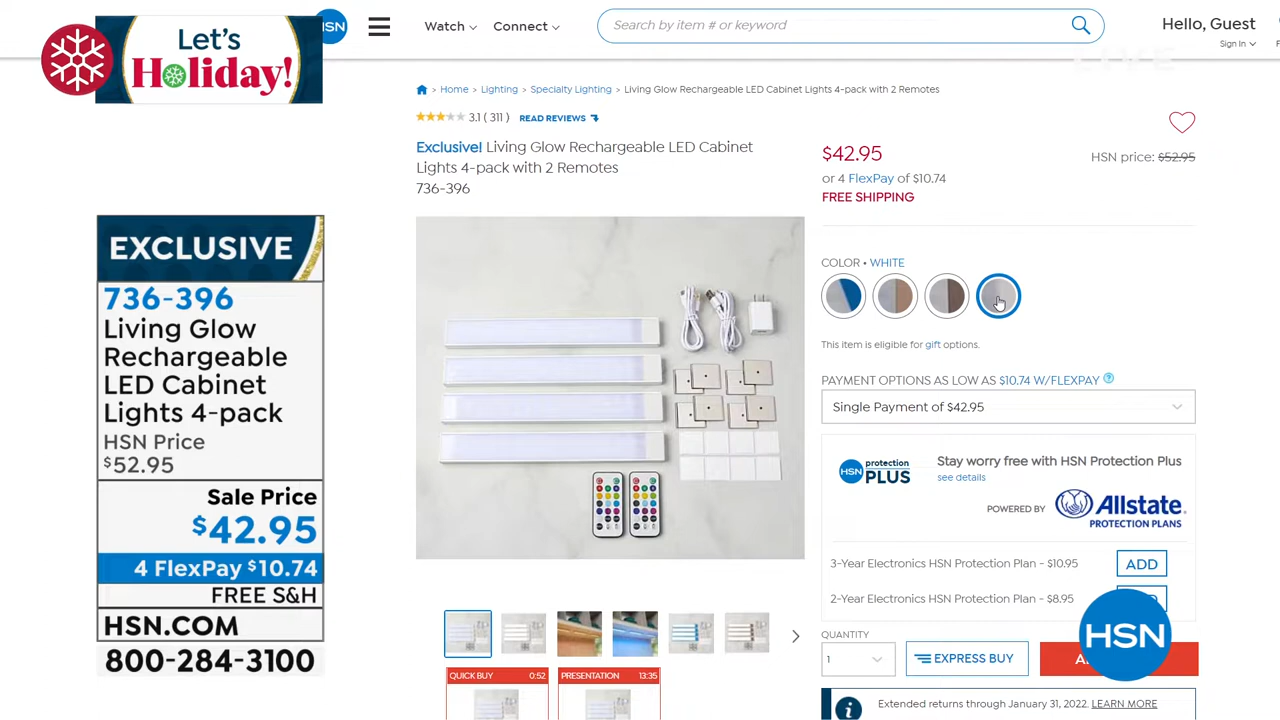 Let's
Holiday!
HSN
Watch
Connect
Search by item # or keyword
Hello, Guest
Sign In
LIVE
Home > Lighting > Specialty Lighting > Living Glow Rechargeable LED Cabinet Lights 4-pack with 2 Remotes
3.1 ( 311 ) READ REVIEWS
Exclusive! Living Glow Rechargeable LED Cabinet
Lights 4-pack with 2 Remotes
736-396
$42.95
HSN price: $52.95
or 4 FlexPay of $10.74
FREE SHIPPING
COLOR • WHITE
This item is eligible for gift options.
PAYMENT OPTIONS AS LOW AS $10.74 W/FLEXPAY ?
Single Payment of $42.95
HSN protection PLUS
Stay worry free with HSN Protection Plus
see details
POWERED BY Allstate.
PROTECTION PLANS
3-Year Electronics HSN Protection Plan - $10.95
ADD
2-Year Electronics HSN Protection Plan - $8.95
QUANTITY
1
EXPRESS BUY
HSN
Extended returns through January 31, 2022. LEARN MORE
QUICK BUY 0:52
PRESENTATION 13:35
EXCLUSIVE
736-396
Living Glow
Rechargeable
LED Cabinet
Lights 4-pack
HSN Price
$52.95
Sale Price
$42.95
4 FlexPay $10.74
FREE S&H
HSN.COM
800-284-3100